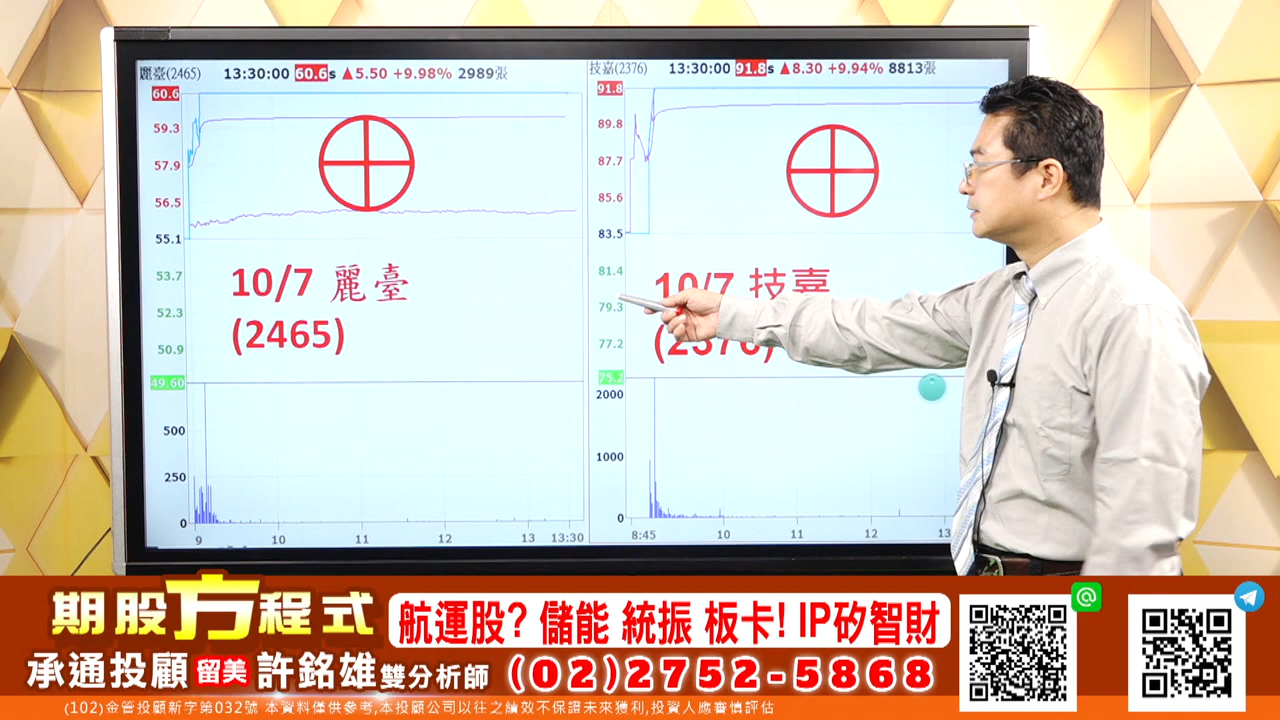 麗臺(2465) 13:30:00 60.6s ▲5.50 +9.98% 2989張
60.6
59.3
57.9
56.5
55.1
53.7
52.3
50.9
49.60
500
250
0
9 10 11 12 13 13:30
10/7 麗臺
(2465)
技嘉(2376) 13:30:00 91.8s ▲8.30 +9.94% 8813張
91.8
89.8
87.7
85.6
83.5
81.4
79.3
77.2
75.2
2000
1000
0
8:45 10 11 12 13
10/7 技嘉
(2376)
期股方程式
航運股? 儲能 統振 板卡! IP矽智財
承通投顧 留美 許銘雄 雙分析師 (02)2752-5868
(102)金管投顧新字第032號 本資料僅供參考,本投顧公司以往之績效不保證未來獲利,投資人應審慎評估